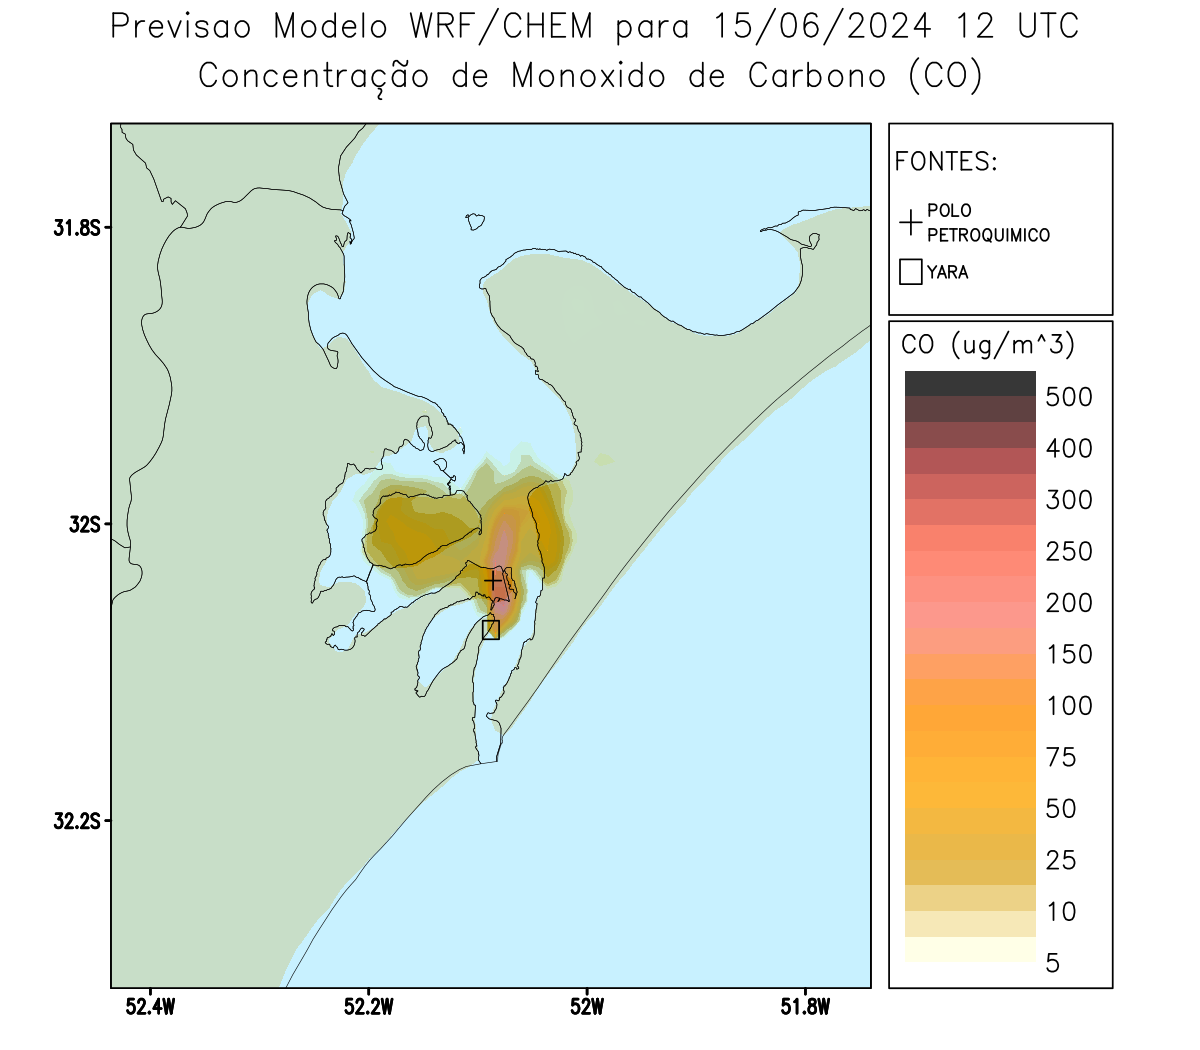 Previsao Modelo WRF/CHEM para 15/06/2024 12 UTC
Concentração de Monoxido de Carbono (CO)
FONTES:
POLO
PETROQUIMICO
YARA
CO (ug/m^3)
500
400
300
250
200
150
100
75
50
25
10
5
31.8S
32S
32.2S
52.4W
52.2W
52W
51.8W